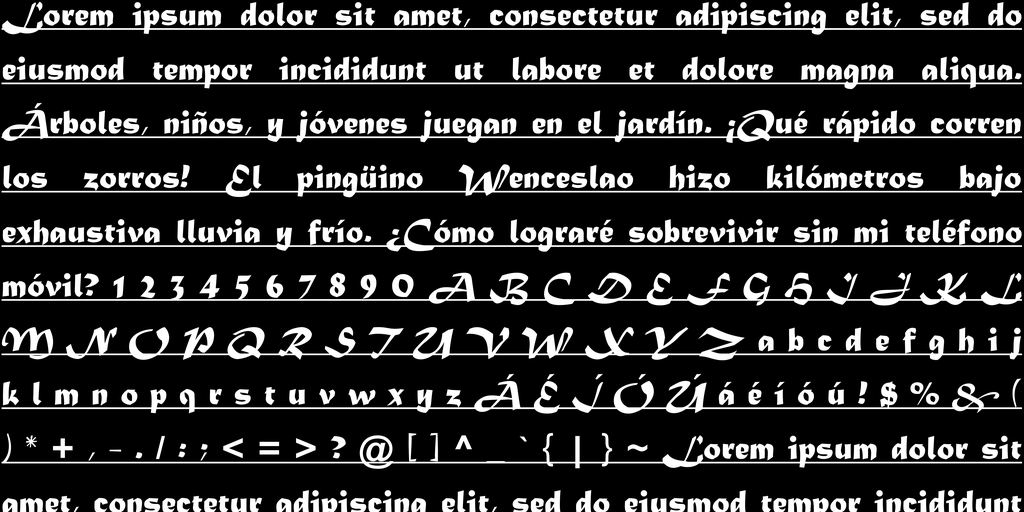 Lorem ipsum dolor sit amet, consectetur adipiscing elit, sed do
eiusmod tempor incididunt ut labore et dolore magna aliqua.
Árboles, niños, y jóvenes juegan en el jardín. ¡Qué rápido corren
los zorros! El pingüino Wenceslao hizo kilómetros bajo
exhaustiva lluvia y frío. ¿Cómo lograré sobrevivir sin mi teléfono
móvil? 1 2 3 4 5 6 7 8 9 0 A B C D E F G H I J K L
M N O P Q R S T U V W X Y Z a b c d e f g h i j
k l m n o p q r s t u v w x y z Á É Í Ó Ú á é í ó ú ! $ % & (
) * + , - . / : ; < = > ? @ [ ] ^ _ ` { | } ~ Lorem ipsum dolor sit
amet, consectetur adipiscing elit, sed do eiusmod tempor incididunt